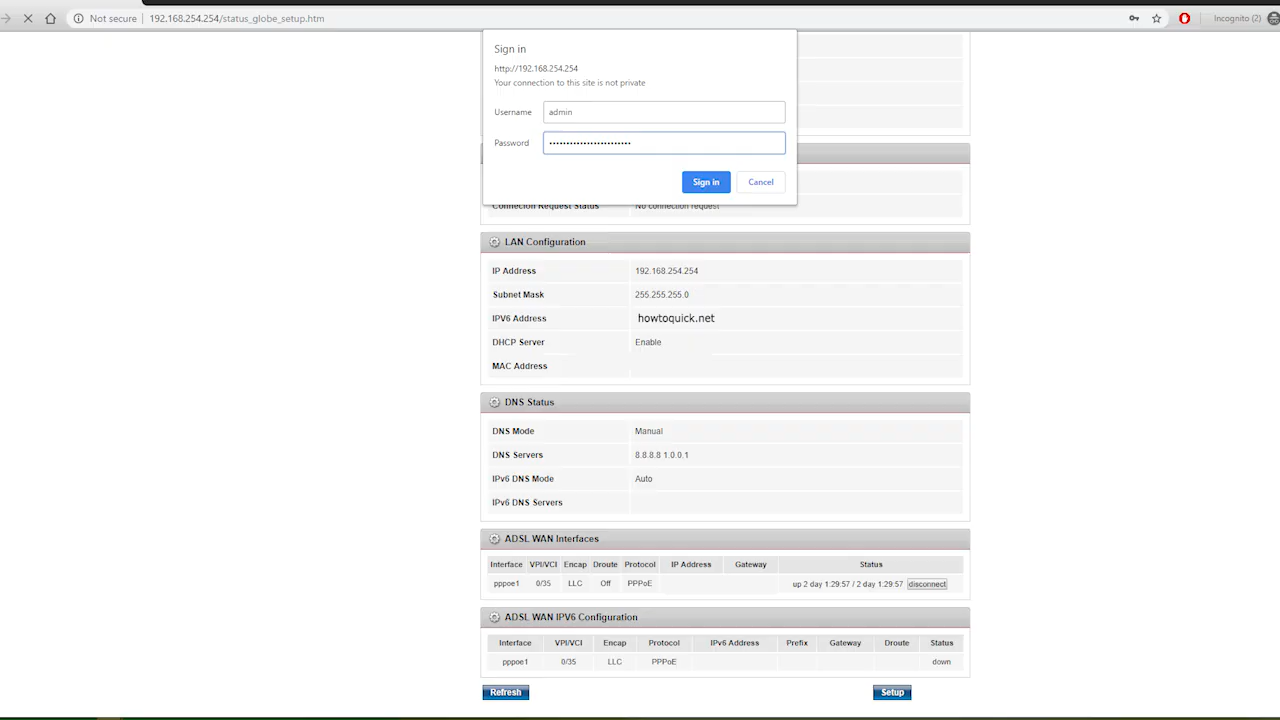 Not secure | 192.168.254.254/status_globe_setup.htm
Incognito (2)
Sign in
http://192.168.254.254
Your connection to this site is not private
Username admin
Password ························
Sign in Cancel
Connecion Request Status No connection request
LAN Configuration
IP Address 192.168.254.254
Subnet Mask 255.255.255.0
IPV6 Address howtoquick.net
DHCP Server Enable
MAC Address
DNS Status
DNS Mode Manual
DNS Servers 8.8.8.8 1.0.0.1
IPv6 DNS Mode Auto
IPv6 DNS Servers
ADSL WAN Interfaces
Interface VPI/VCI Encap Droute Protocol IP Address Gateway Status
pppoe1 0/35 LLC Off PPPoE up 2 day 1:29:57 / 2 day 1:29:57 disconnect
ADSL WAN IPV6 Configuration
Interface VPI/VCI Encap Protocol IPv6 Address Prefix Gateway Droute Status
pppoe1 0/35 LLC PPPoE down
Refresh Setup